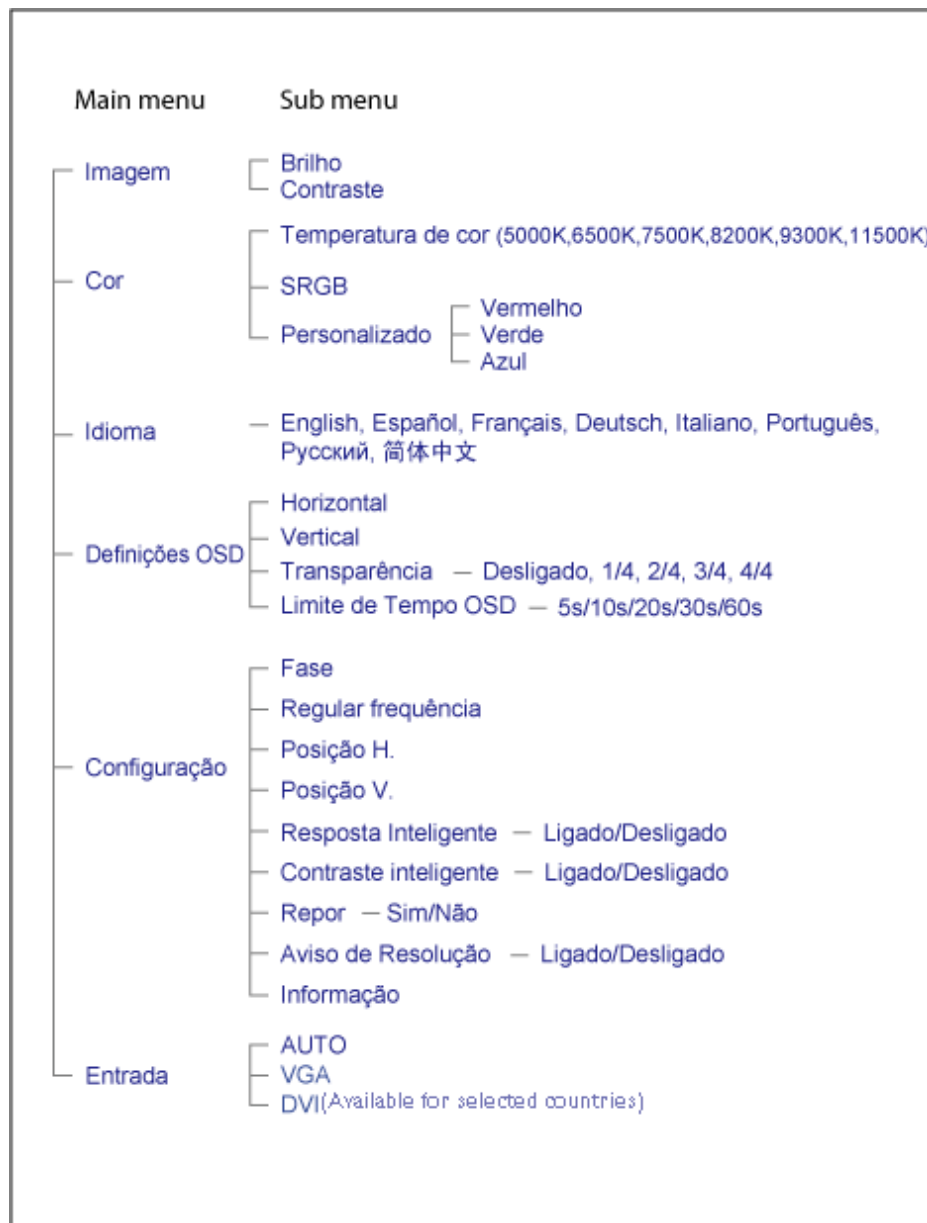 Main menu Sub menu
Imagem
Brilho
Contraste
Cor
Temperatura de cor (5000K,6500K,7500K,8200K,9300K,11500K)
SRGB
Personalizado
Vermelho
Verde
Azul
Idioma
English, Español, Français, Deutsch, Italiano, Português,
Русский, 简体中文
Definições OSD
Horizontal
Vertical
Transparência — Desligado, 1/4, 2/4, 3/4, 4/4
Limite de Tempo OSD — 5s/10s/20s/30s/60s
Configuração
Fase
Regular frequência
Posição H.
Posição V.
Resposta Inteligente — Ligado/Desligado
Contraste inteligente — Ligado/Desligado
Repor — Sim/Não
Aviso de Resolução — Ligado/Desligado
Informação
Entrada
AUTO
VGA
DVI(Available for selected countries)